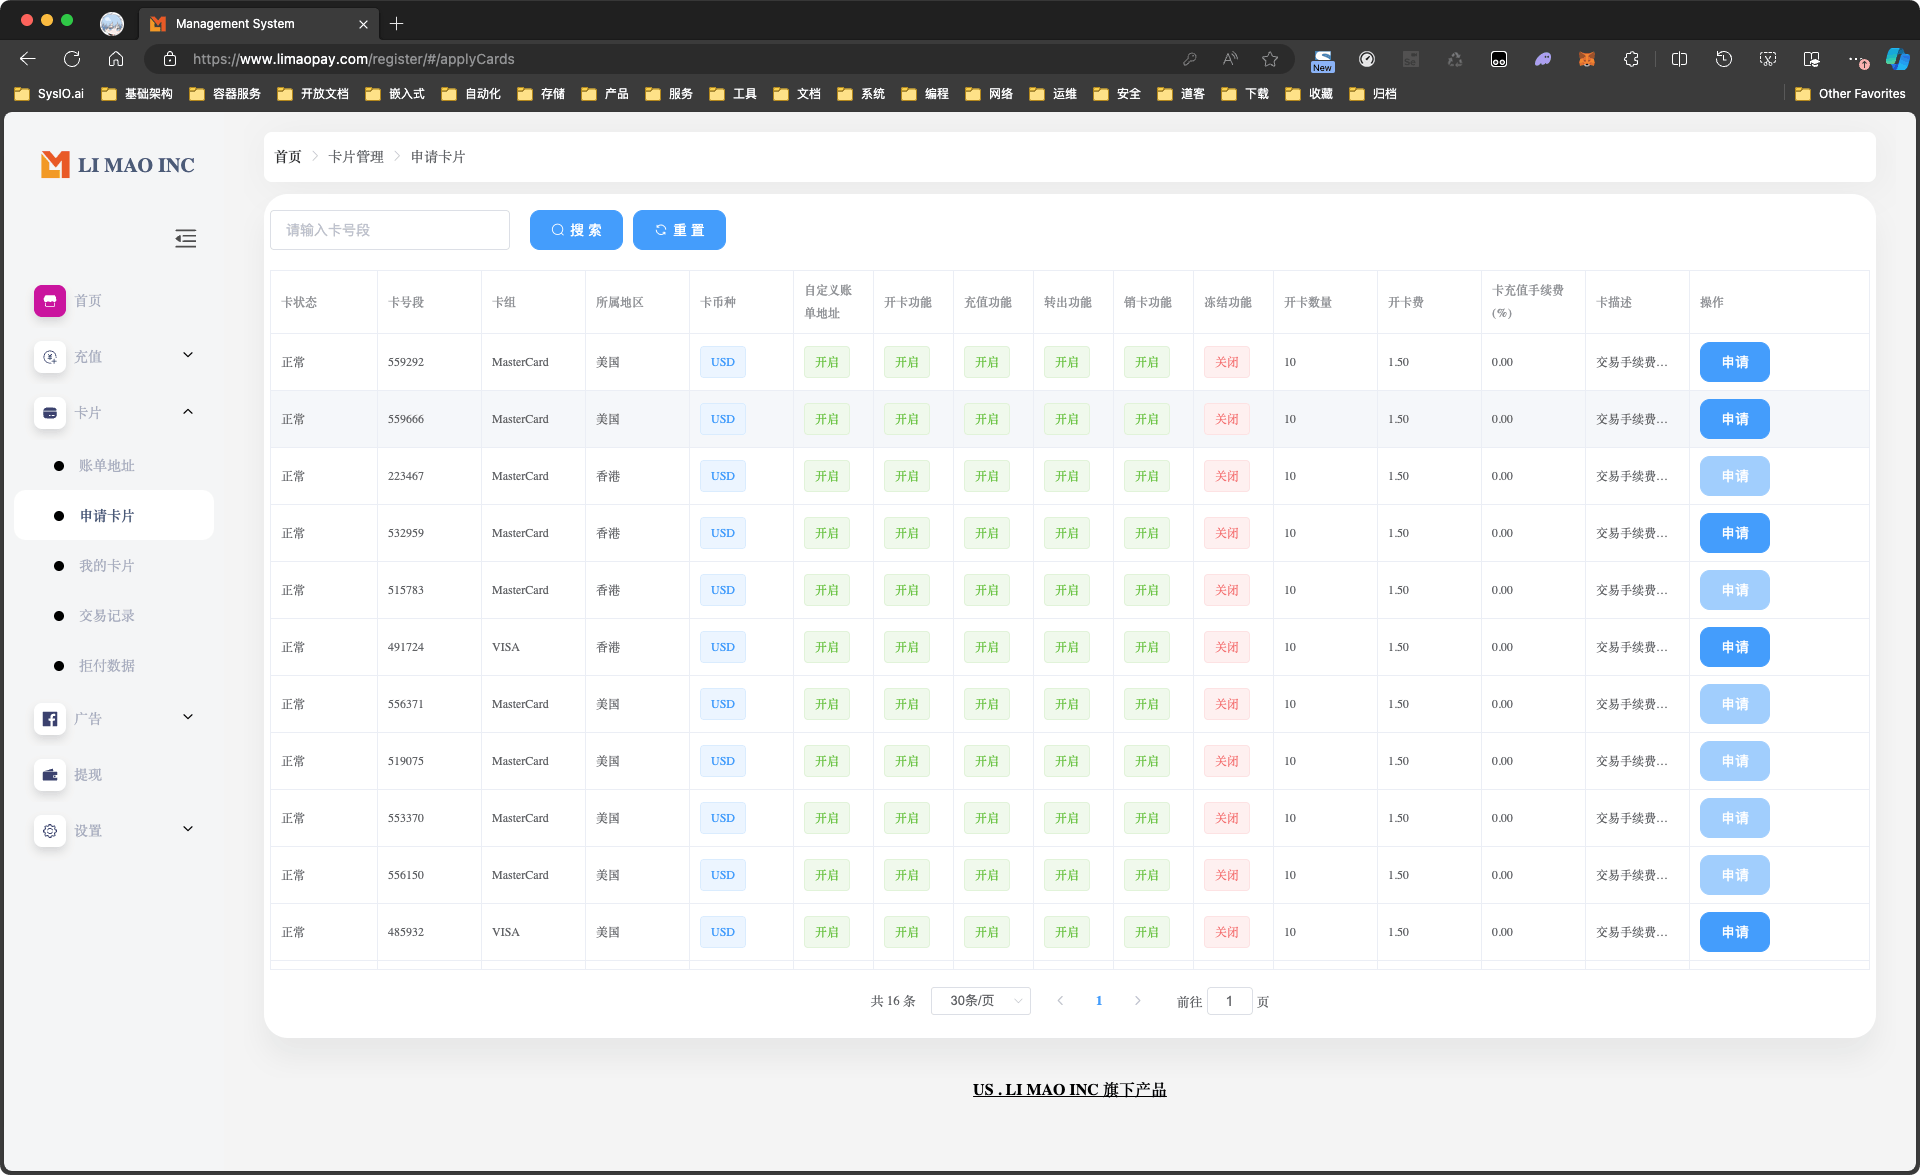 Management System
https://www.limaopay.com/register/#/applyCards
New
SysIO.ai 基础架构 容器服务 开放文档 嵌入式 自动化 存储 产品 服务 工具 文档 系统 编程 网络 运维 安全 道客 下载 收藏 归档 Other Favorites
LI MAO INC
首页
充值
卡片
账单地址
申请卡片
我的卡片
交易记录
拒付数据
广告
提现
设置
首页 > 卡片管理 > 申请卡片
请输入卡号段 搜 索 重 置
卡状态 卡号段 卡组 所属地区 卡币种 自定义账单地址 开卡功能 充值功能 转出功能 销卡功能 冻结功能 开卡数量 开卡费 卡充值手续费(%) 卡描述 操作
正常 559292 MasterCard 美国 USD 开启 开启 开启 开启 开启 关闭 10 1.50 0.00 交易手续费... 申请
正常 559666 MasterCard 美国 USD 开启 开启 开启 开启 开启 关闭 10 1.50 0.00 交易手续费... 申请
正常 223467 MasterCard 香港 USD 开启 开启 开启 开启 开启 关闭 10 1.50 0.00 交易手续费... 申请
正常 532959 MasterCard 香港 USD 开启 开启 开启 开启 开启 关闭 10 1.50 0.00 交易手续费... 申请
正常 515783 MasterCard 香港 USD 开启 开启 开启 开启 开启 关闭 10 1.50 0.00 交易手续费... 申请
正常 491724 VISA 香港 USD 开启 开启 开启 开启 开启 关闭 10 1.50 0.00 交易手续费... 申请
正常 556371 MasterCard 美国 USD 开启 开启 开启 开启 开启 关闭 10 1.50 0.00 交易手续费... 申请
正常 519075 MasterCard 美国 USD 开启 开启 开启 开启 开启 关闭 10 1.50 0.00 交易手续费... 申请
正常 553370 MasterCard 美国 USD 开启 开启 开启 开启 开启 关闭 10 1.50 0.00 交易手续费... 申请
正常 556150 MasterCard 美国 USD 开启 开启 开启 开启 开启 关闭 10 1.50 0.00 交易手续费... 申请
正常 485932 VISA 美国 USD 开启 开启 开启 开启 开启 关闭 10 1.50 0.00 交易手续费... 申请
共 16 条 30条/页 < 1 > 前往 1 页
US . LI MAO INC 旗下产品